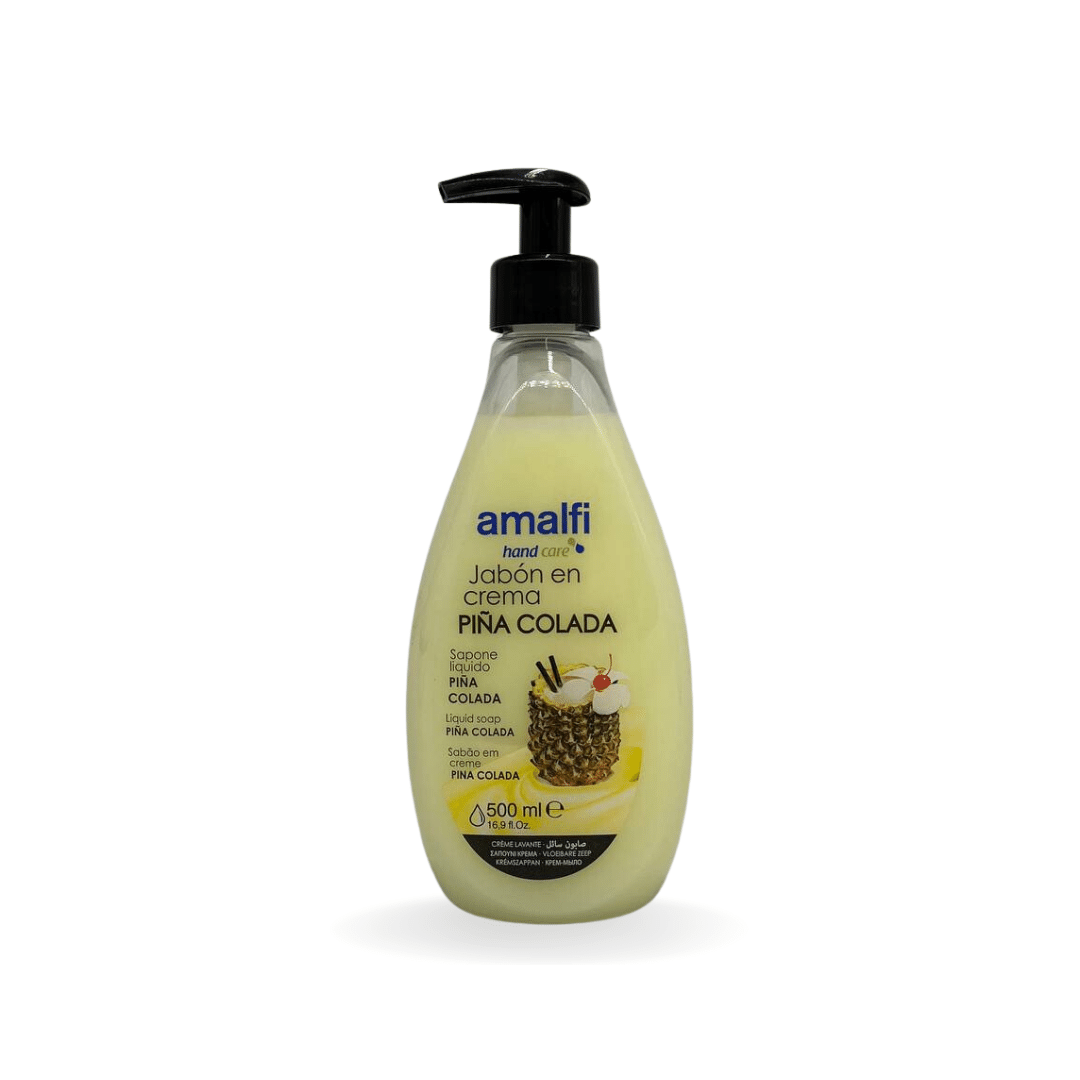 amalfi
hand care
Jabón en
crema
PIÑA COLADA
Sapone
liquido
PIÑA
COLADA
Liquid soap
PIÑA COLADA
Sabão em
creme
PINA COLADA
500 ml ℮
16.9 fl.Oz.
CRÈME LAVANTE · صابون سائل
ΣΑΠΟΥΝΙ ΚΡΕΜΑ · VLOEIBARE ZEEP
KRÉMSZAPPAN · КРЕМ-МЫЛО